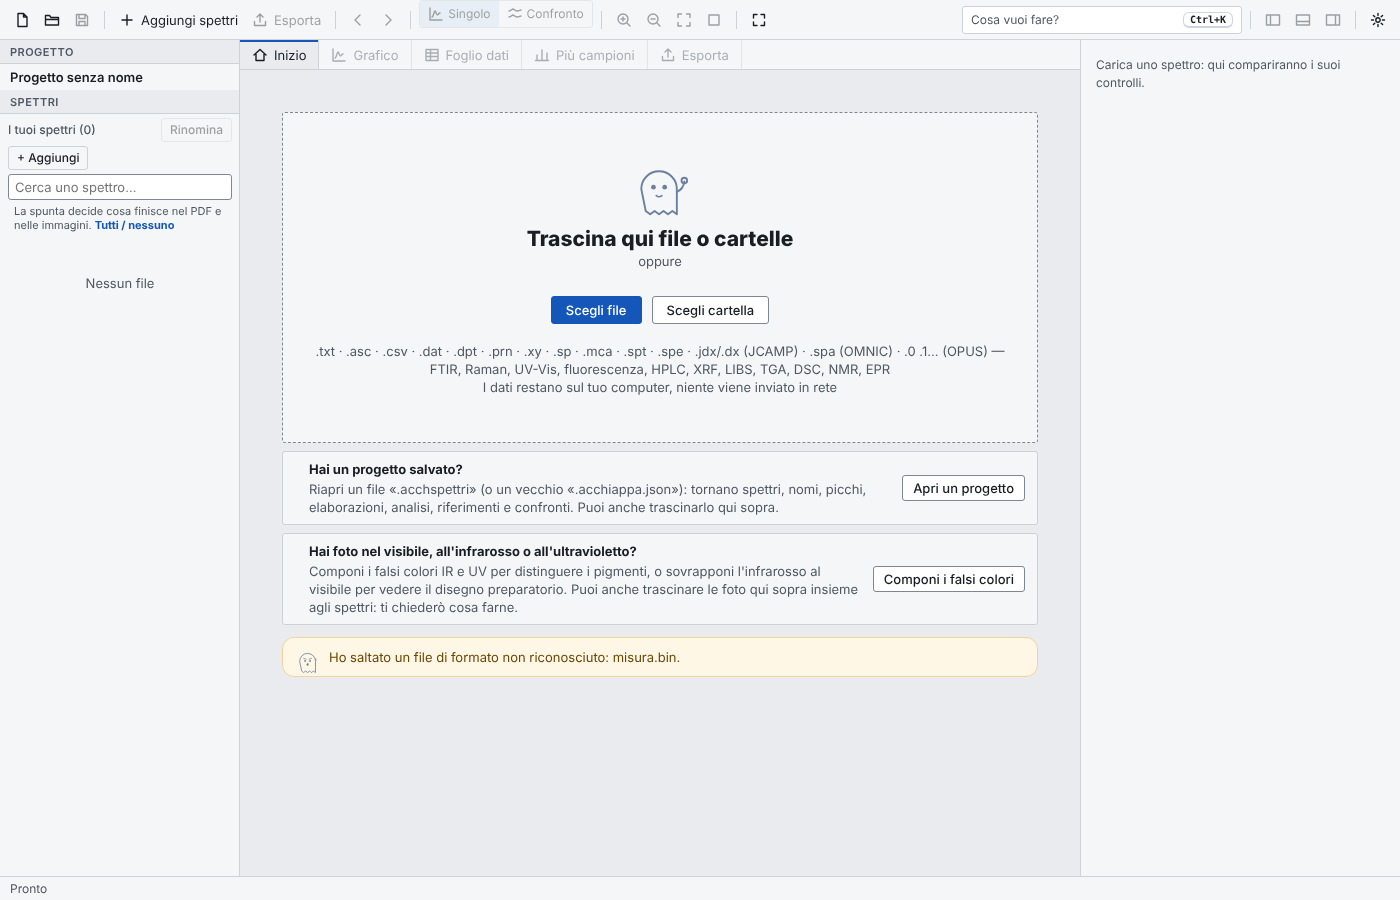 Aggiungi spettri
Esporta
Singolo
Confronto
Cosa vuoi fare?
Ctrl+K
PROGETTO
Progetto senza nome
SPETTRI
I tuoi spettri (0)
Rinomina
+ Aggiungi
Cerca uno spettro...
La spunta decide cosa finisce nel PDF e
nelle immagini. Tutti / nessuno
Nessun file
Inizio
Grafico
Foglio dati
Più campioni
Esporta
Trascina qui file o cartelle
oppure
Scegli file
Scegli cartella
.txt · .asc · .csv · .dat · .dpt · .prn · .xy · .sp · .mca · .spt · .spe · .jdx/.dx (JCAMP) · .spa (OMNIC) · .0 .1… (OPUS) —
FTIR, Raman, UV-Vis, fluorescenza, HPLC, XRF, LIBS, TGA, DSC, NMR, EPR
I dati restano sul tuo computer, niente viene inviato in rete
Hai un progetto salvato?
Riapri un file «.acchspettri» (o un vecchio «.acchiappa.json»): tornano spettri, nomi, picchi,
elaborazioni, analisi, riferimenti e confronti. Puoi anche trascinarlo qui sopra.
Apri un progetto
Hai foto nel visibile, all'infrarosso o all'ultravioletto?
Componi i falsi colori IR e UV per distinguere i pigmenti, o sovrapponi l'infrarosso al
visibile per vedere il disegno preparatorio. Puoi anche trascinare le foto qui sopra insieme
agli spettri: ti chiederò cosa farne.
Componi i falsi colori
Ho saltato un file di formato non riconosciuto: misura.bin.
Carica uno spettro: qui compariranno i suoi
controlli.
Pronto